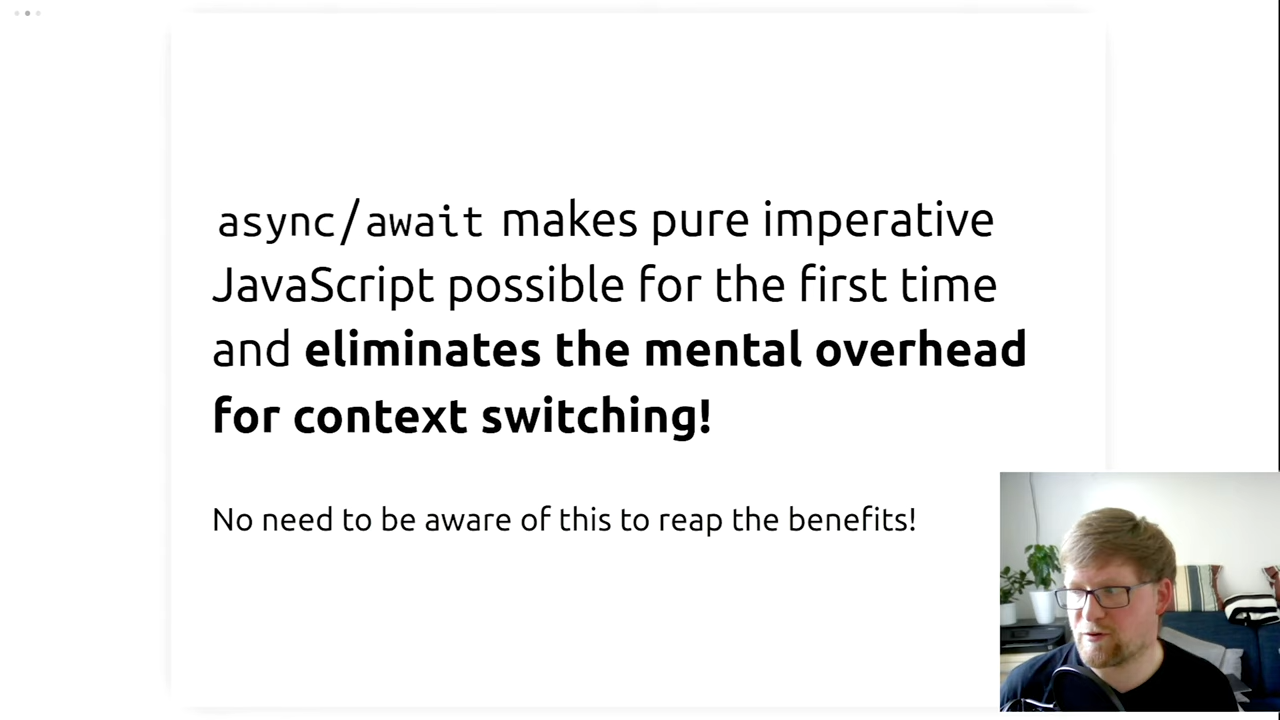 async/await makes pure imperative
JavaScript possible for the first time
and eliminates the mental overhead
for context switching!
No need to be aware of this to reap the benefits!